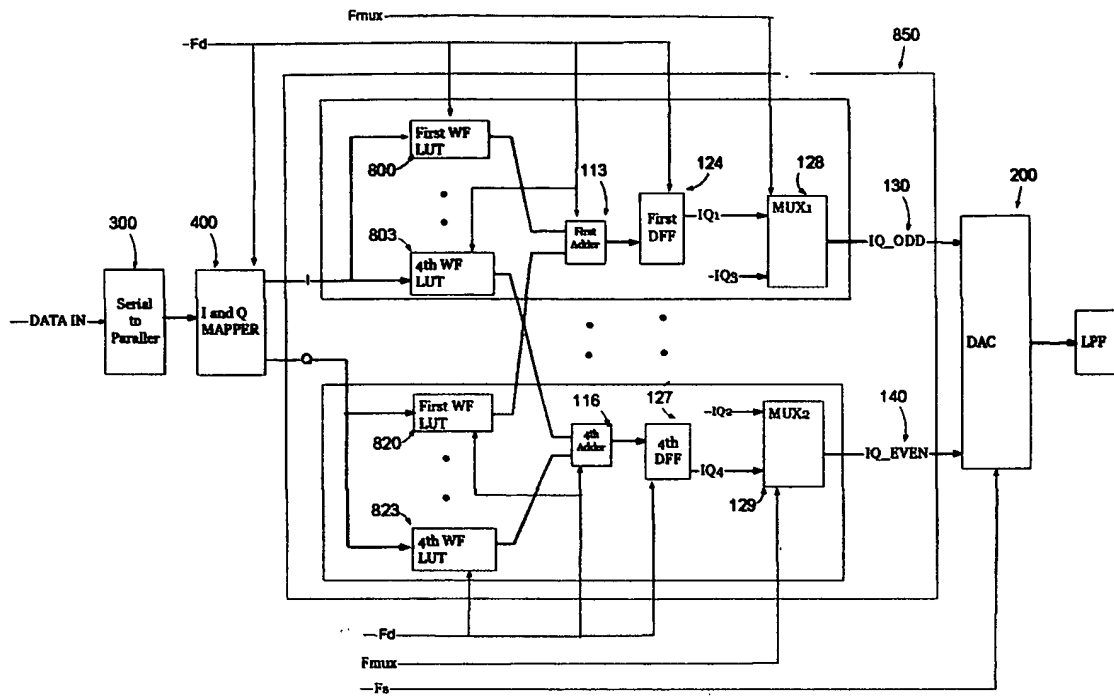 Fmux
Fd
850
First WF
LUT
800
113
124
128
First
Adder
First
DFF
IQ1
MUX1
130
200
300
400
803
4th WF
LUT
IQ3
IQ_ODD
I
DATA IN
Serial
to
Paraller
I and Q
MAPPER
Q
DAC
LPF
First WF
LUT
820
116
127
IQ2
MUX2
140
4th
Adder
4th
DFF
IQ4
129
IQ_EVEN
823
4th WF
LUT
Fd
Fmux
Fs